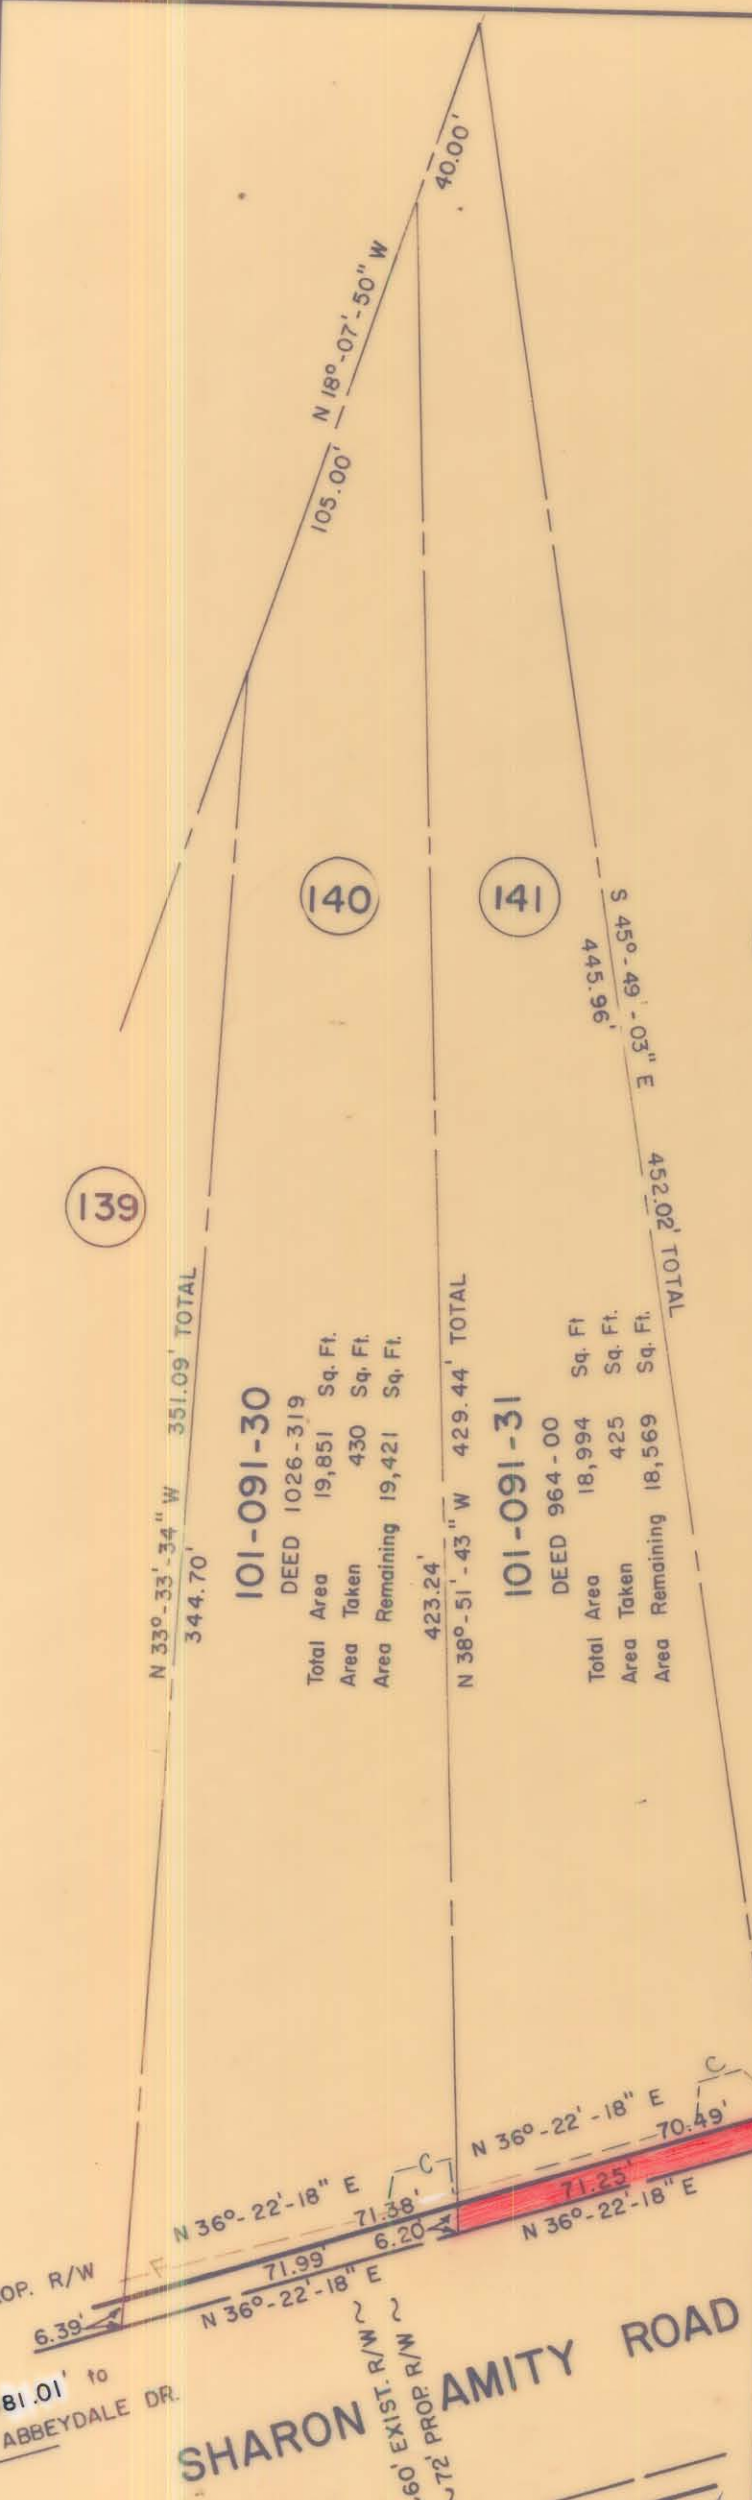 40.00'
N 18°-07'-50" W
105.00'
140
141
S 45°-49'-03" E 452.02' TOTAL
445.96'
139
N 33°-33'-34" W 351.09' TOTAL
344.70'
101-091-30
DEED 1026-319
Total Area 19,851 Sq. Ft.
Area Taken 430 Sq. Ft.
Area Remaining 19,421 Sq. Ft.
423.24'
N 38°-51'-43" W 429.44' TOTAL
101-091-31
DEED 964-00
Total Area 18,994 Sq. Ft
Area Taken 425 Sq. Ft.
Area Remaining 18,569 Sq. Ft.
C
N 36°-22'-18" E
70.49'
C
N 36°-22'-18" E
71.38'
71.25'
N 36°-22'-18" E
6.20'
F
71.99'
N 36°-22'-18" E
OP. R/W
6.39'
81.01' to
ABBEYDALE DR.
60' EXIST. R/W
72' PROP. R/W
SHARON AMITY ROAD